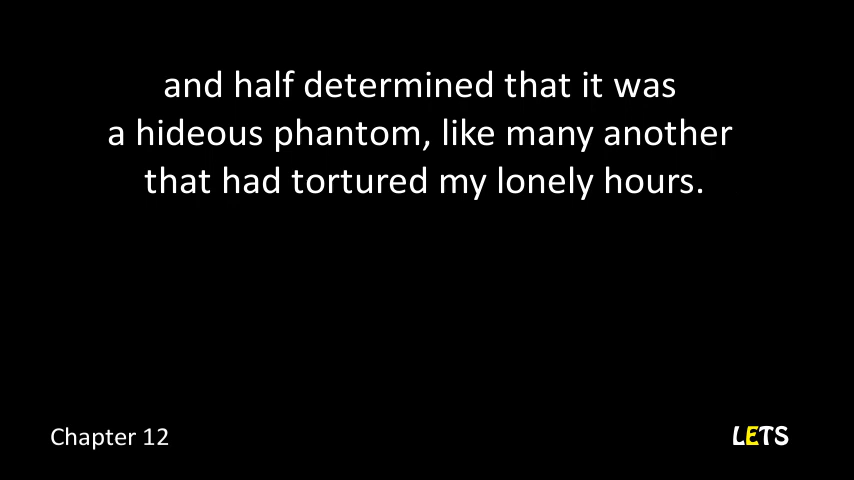 and half determined that it was
a hideous phantom, like many another
that had tortured my lonely hours.
Chapter 12
LETS